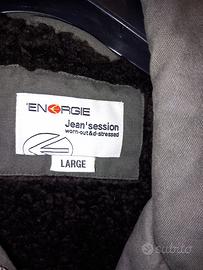 ENERGIE
Jean'session
worn-out&d-stressed
LARGE
subito